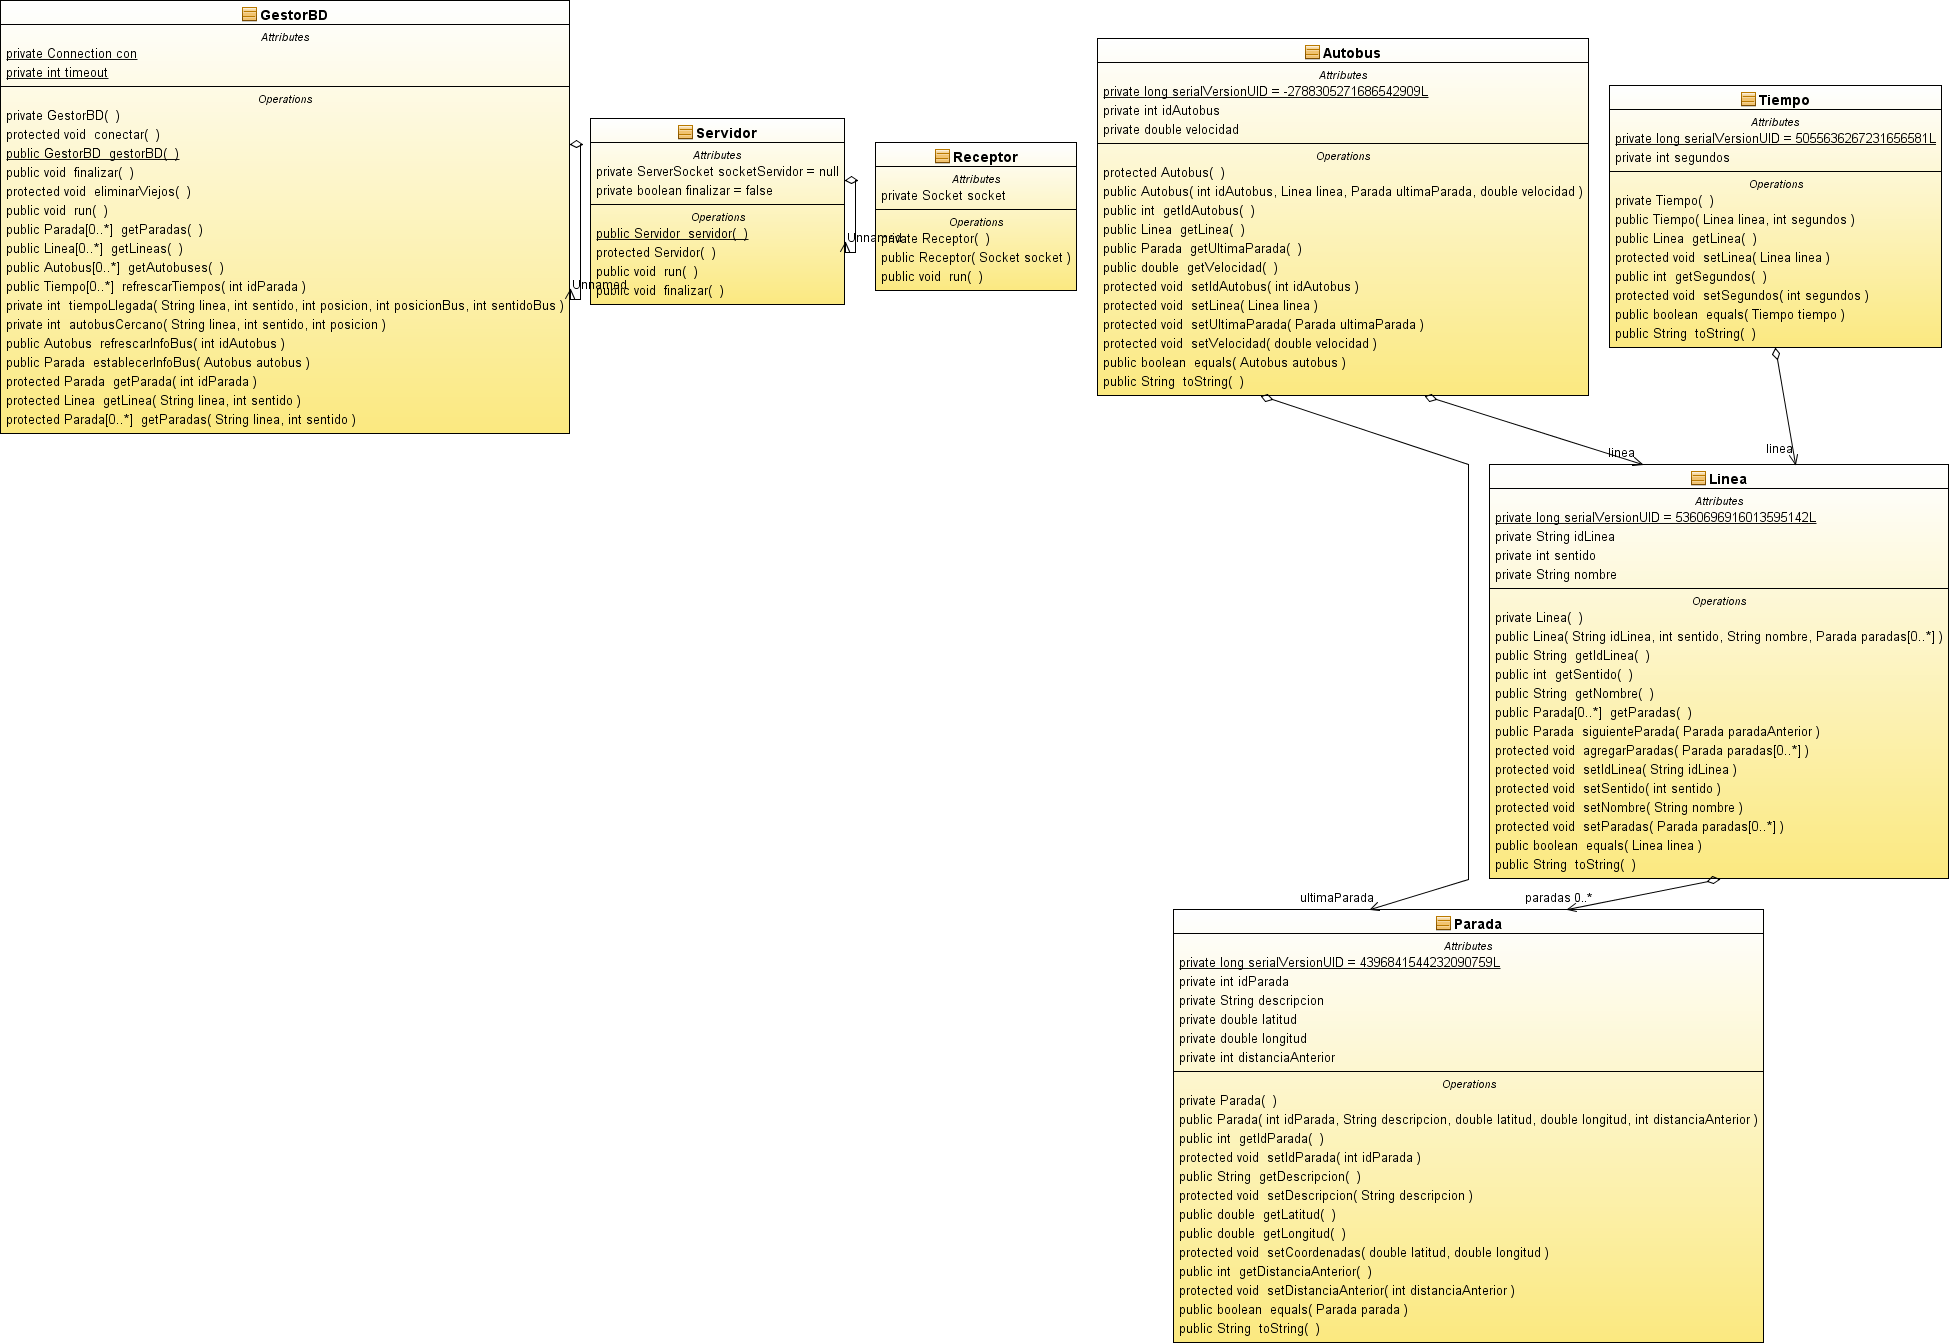 GestorBD
Attributes
private Connection con
private int timeout
Operations
private GestorBD( )
protected void conectar( )
public GestorBD gestorBD( )
public void finalizar( )
protected void eliminarViejos( )
public void run( )
public Parada[0..*] getParadas( )
public Linea[0..*] getLineas( )
public Autobus[0..*] getAutobuses( )
public Tiempo[0..*] refrescarTiempos( int idParada )
private int tiempoLlegada( String linea, int sentido, int posicion, int posicionBus, int sentidoBus )
private int autobusCercano( String linea, int sentido, int posicion )
public Autobus refrescarInfoBus( int idAutobus )
public Parada establecerInfoBus( Autobus autobus )
protected Parada getParada( int idParada )
protected Linea getLinea( String linea, int sentido )
protected Parada[0..*] getParadas( String linea, int sentido )
Unnamed
Servidor
Attributes
private ServerSocket socketServidor = null
private boolean finalizar = false
Operations
public Servidor servidor( )
protected Servidor( )
public void run( )
public void finalizar( )
Unnamed
Receptor
Attributes
private Socket socket
Operations
private Receptor( )
public Receptor( Socket socket )
public void run( )
Autobus
Attributes
private long serialVersionUID = -2788305271686542909L
private int idAutobus
private double velocidad
Operations
protected Autobus( )
public Autobus( int idAutobus, Linea linea, Parada ultimaParada, double velocidad )
public int getIdAutobus( )
public Linea getLinea( )
public Parada getUltimaParada( )
public double getVelocidad( )
protected void setIdAutobus( int idAutobus )
protected void setLinea( Linea linea )
protected void setUltimaParada( Parada ultimaParada )
protected void setVelocidad( double velocidad )
public boolean equals( Autobus autobus )
public String toString( )
Tiempo
Attributes
private long serialVersionUID = 5055636267231656581L
private int segundos
Operations
private Tiempo( )
public Tiempo( Linea linea, int segundos )
public Linea getLinea( )
protected void setLinea( Linea linea )
public int getSegundos( )
protected void setSegundos( int segundos )
public boolean equals( Tiempo tiempo )
public String toString( )
linea
linea
Linea
Attributes
private long serialVersionUID = 5360696916013595142L
private String idLinea
private int sentido
private String nombre
Operations
private Linea( )
public Linea( String idLinea, int sentido, String nombre, Parada paradas[0..*] )
public String getIdLinea( )
public int getSentido( )
public String getNombre( )
public Parada[0..*] getParadas( )
public Parada siguienteParada( Parada paradaAnterior )
protected void agregarParadas( Parada paradas[0..*] )
protected void setIdLinea( String idLinea )
protected void setSentido( int sentido )
protected void setNombre( String nombre )
protected void setParadas( Parada paradas[0..*] )
public boolean equals( Linea linea )
public String toString( )
ultimaParada
paradas 0..*
Parada
Attributes
private long serialVersionUID = 4396841544232090759L
private int idParada
private String descripcion
private double latitud
private double longitud
private int distanciaAnterior
Operations
private Parada( )
public Parada( int idParada, String descripcion, double latitud, double longitud, int distanciaAnterior )
public int getIdParada( )
protected void setIdParada( int idParada )
public String getDescripcion( )
protected void setDescripcion( String descripcion )
public double getLatitud( )
public double getLongitud( )
protected void setCoordenadas( double latitud, double longitud )
public int getDistanciaAnterior( )
protected void setDistanciaAnterior( int distanciaAnterior )
public boolean equals( Parada parada )
public String toString( )